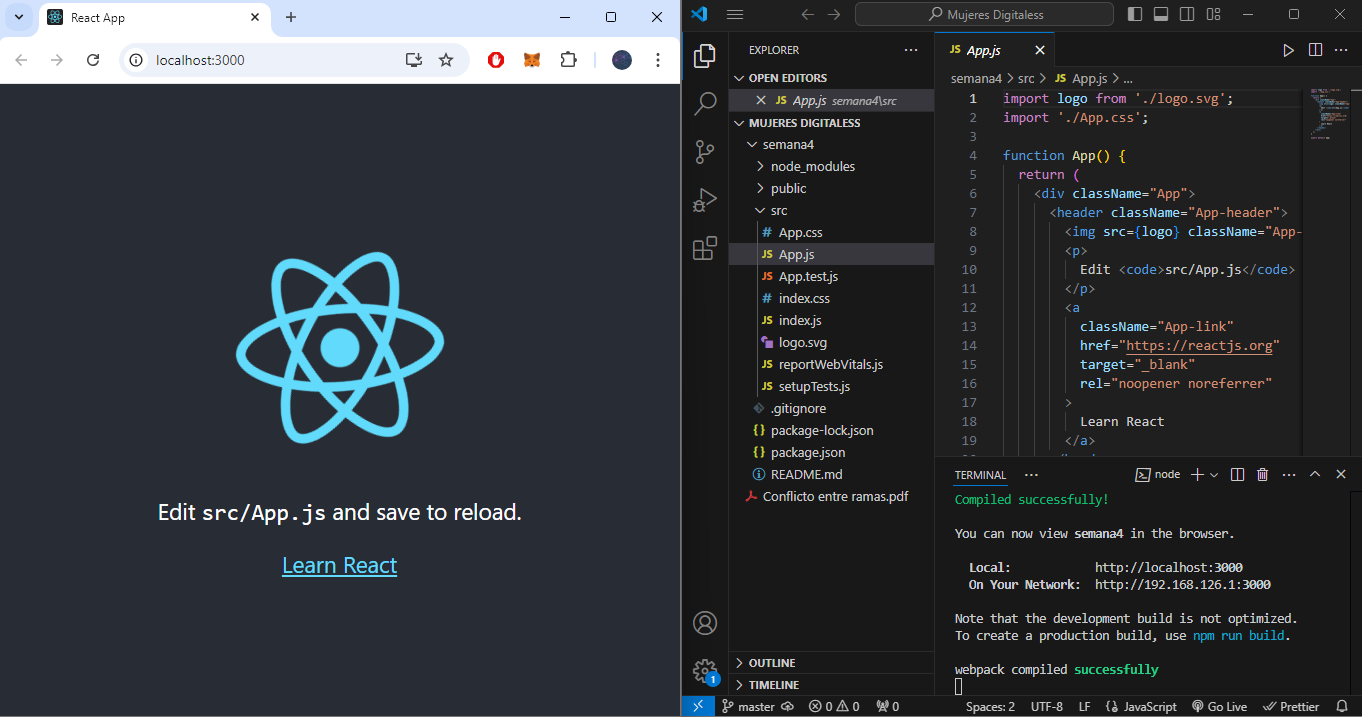 React App
localhost:3000
Edit src/App.js and save to reload.
Learn React
Mujeres Digitaless
EXPLORER
OPEN EDITORS
JS App.js semana4\src
MUJERES DIGITALESS
semana4
node_modules
public
src
# App.css
JS App.js
JS App.test.js
# index.css
JS index.js
logo.svg
JS reportWebVitals.js
JS setupTests.js
.gitignore
{} package-lock.json
{} package.json
README.md
Conflicto entre ramas.pdf
OUTLINE
TIMELINE
1
JS App.js
semana4 > src > JS App.js > ...
1 import logo from './logo.svg';
2 import './App.css';
3
4 function App() {
5 return (
6 <div className="App">
7 <header className="App-header">
8 <img src={logo} className="App-
9 <p>
10 Edit <code>src/App.js</code>
11 </p>
12 <a
13 className="App-link"
14 href="https://reactjs.org"
15 target="_blank"
16 rel="noopener noreferrer"
17 >
18 Learn React
19 </a>
TERMINAL
node
Compiled successfully!
You can now view semana4 in the browser.
Local: http://localhost:3000
On Your Network: http://192.168.126.1:3000
Note that the development build is not optimized.
To create a production build, use npm run build.
webpack compiled successfully
master 0 0 0 Spaces: 2 UTF-8 LF {} JavaScript Go Live Prettier